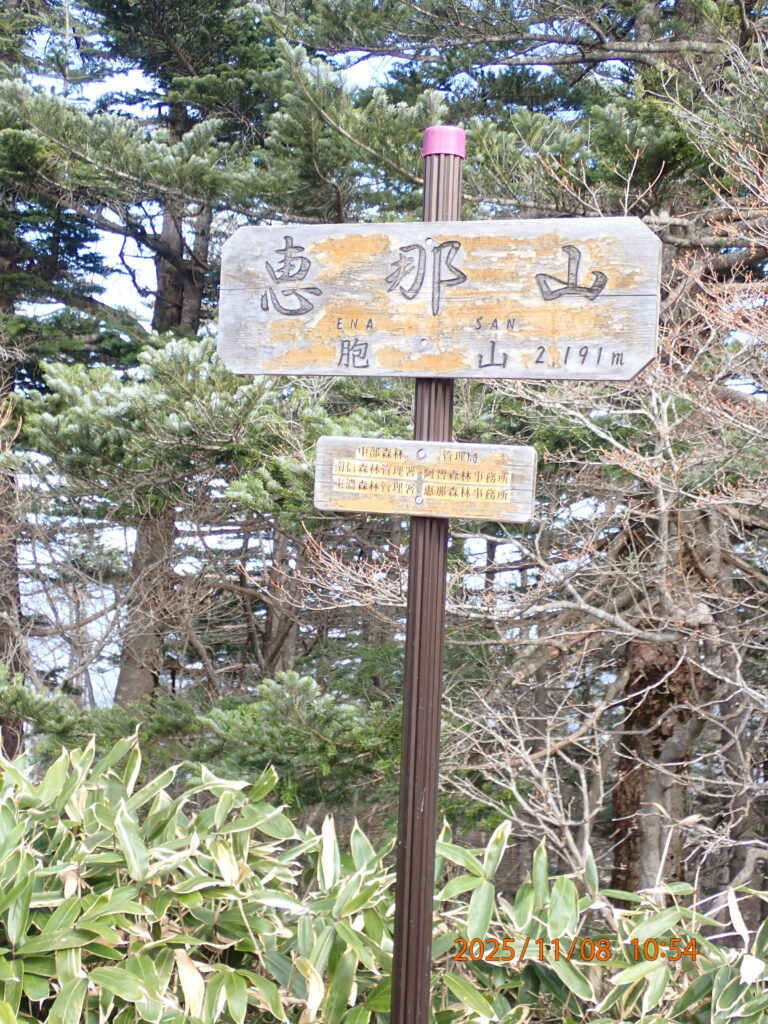 恵那山
ENA SAN
胞山 2,191m
中部森林管理局
南信森林管理署 阿智森林事務所
東濃森林管理署 恵那森林事務所
2025/11/08 10:54